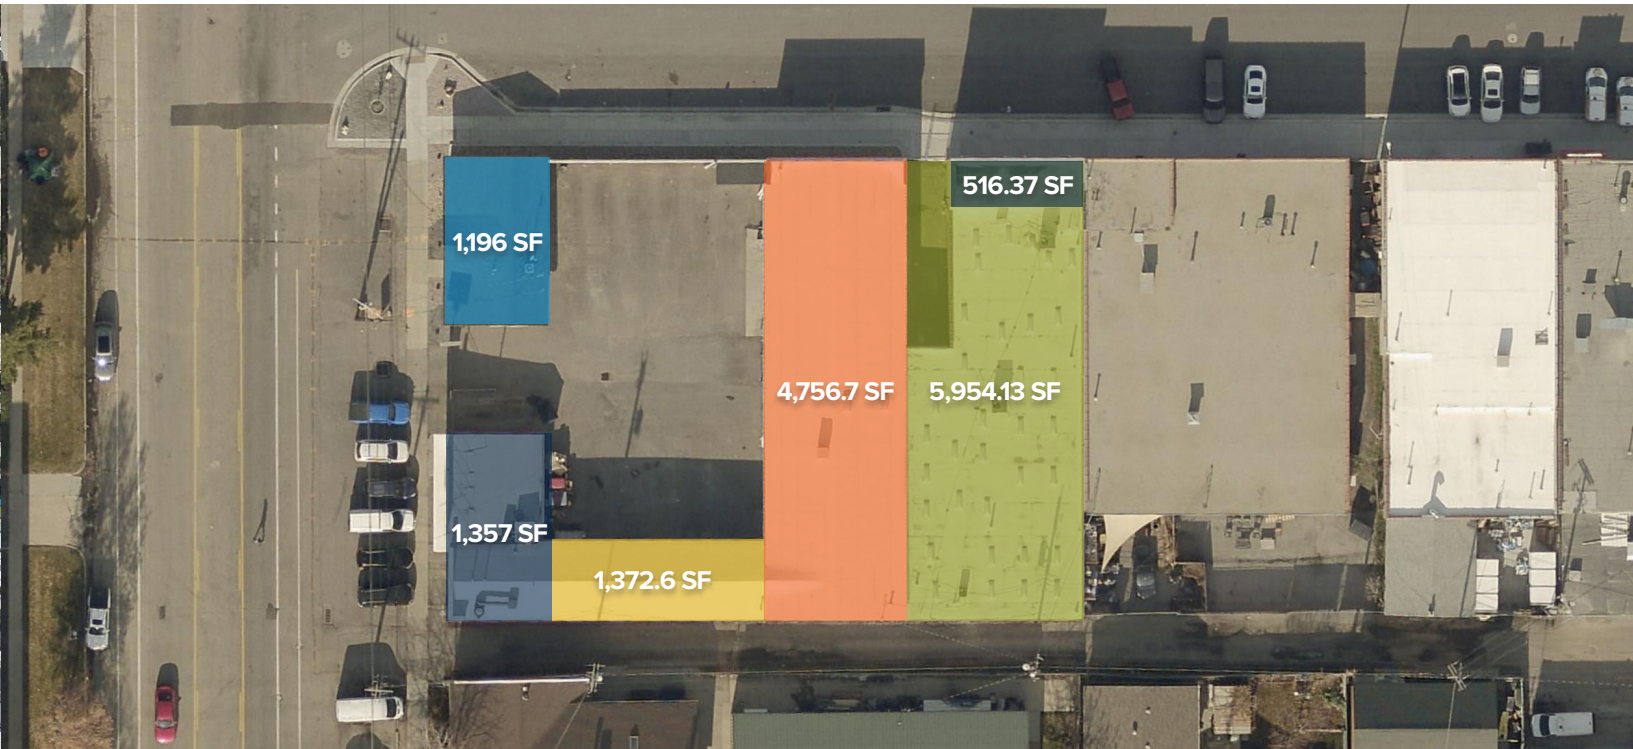 516.37 SF
1,196 SF
4,756.7 SF
5,954.13 SF
1,357 SF
1,372.6 SF